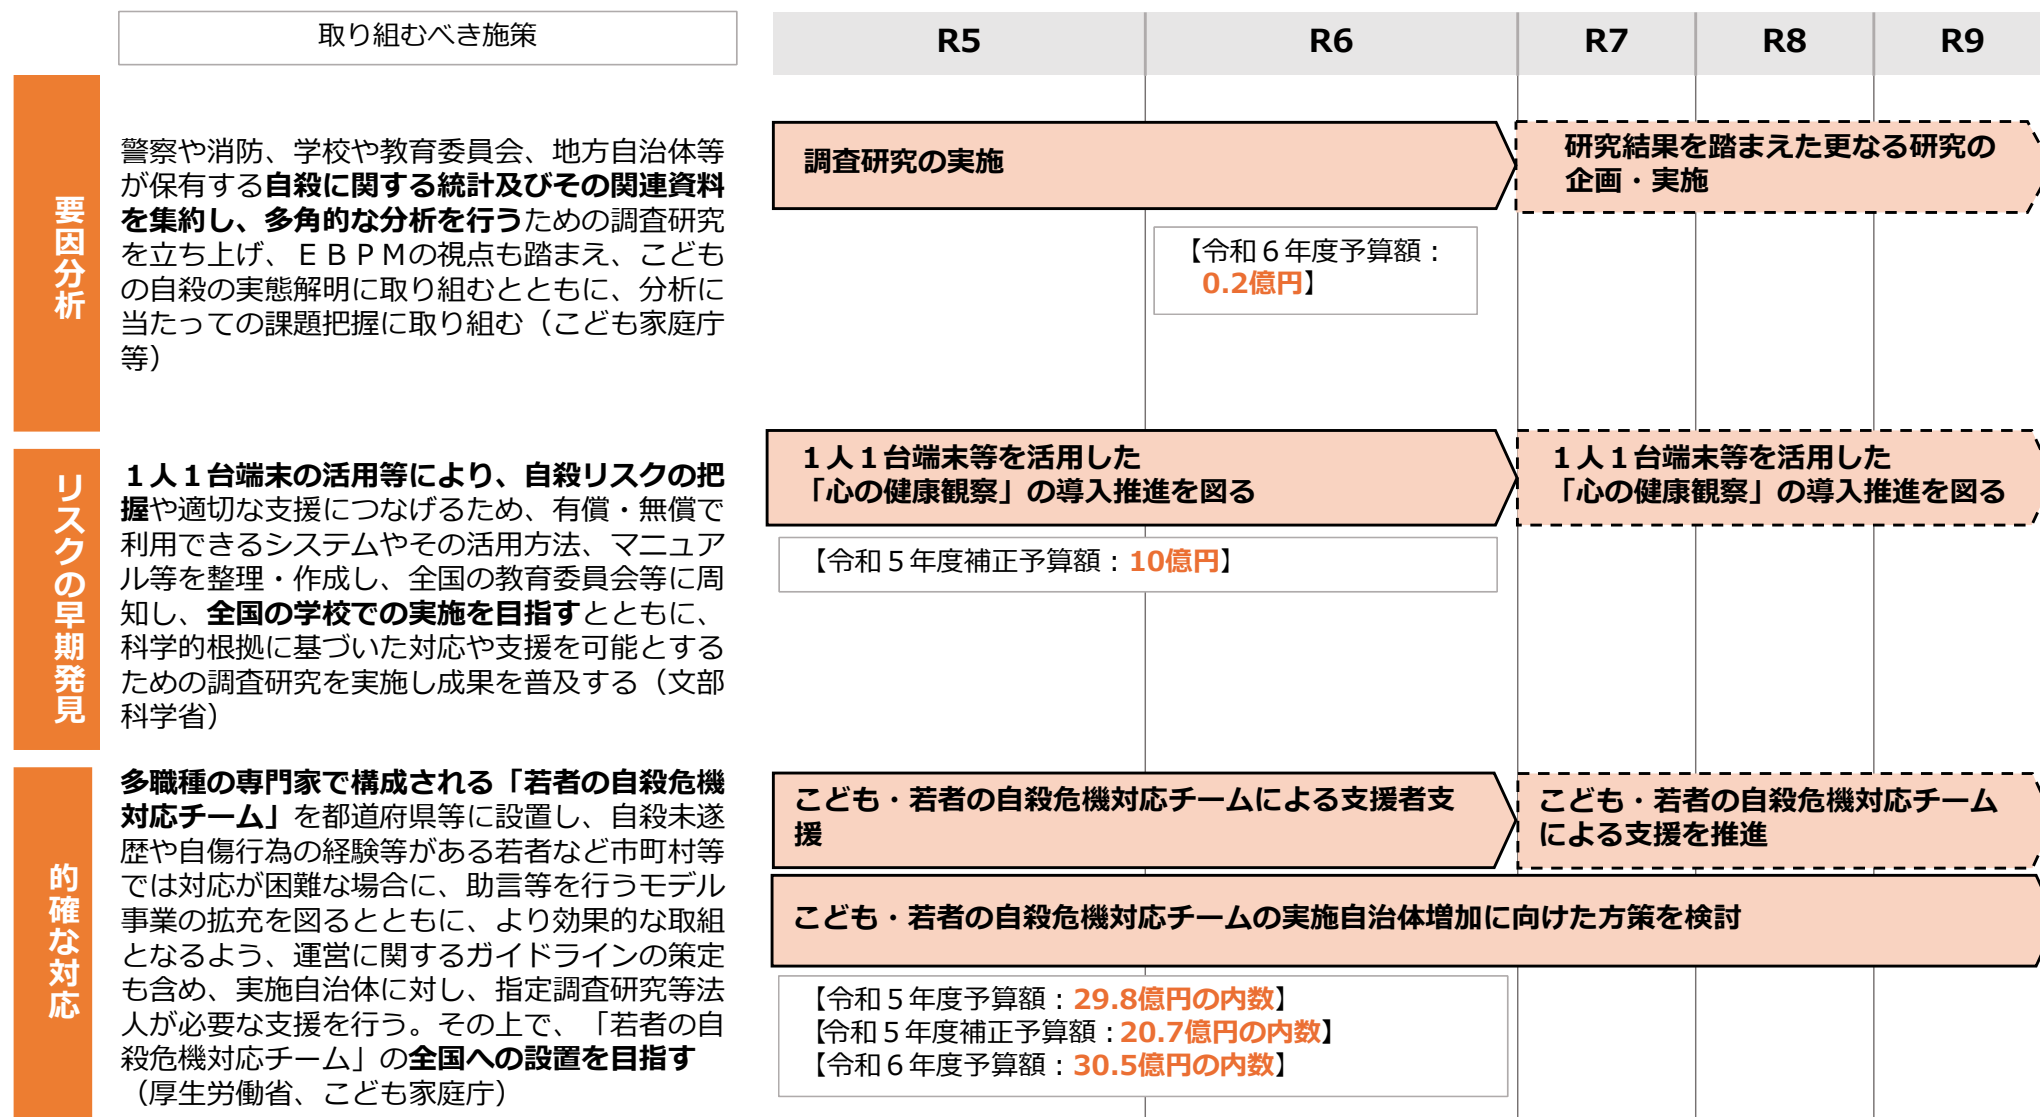 取り組むべき施策
R5
R6
R7
R8
R9
要因分析
警察や消防、学校や教育委員会、地方自治体等
が保有する自殺に関する統計及びその関連資料
を集約し、多角的な分析を行うための調査研究
を立ち上げ、ＥＢＰＭの視点も踏まえ、こども
の自殺の実態解明に取り組むとともに、分析に
当たっての課題把握に取り組む（こども家庭庁
等）
調査研究の実施
研究結果を踏まえた更なる研究の
企画・実施
【令和６年度予算額：
0.2億円】
リスクの早期発見
１人１台端末の活用等により、自殺リスクの把
握や適切な支援につなげるため、有償・無償で
利用できるシステムやその活用方法、マニュア
ル等を整理・作成し、全国の教育委員会等に周
知し、全国の学校での実施を目指すとともに、
科学的根拠に基づいた対応や支援を可能とする
ための調査研究を実施し成果を普及する（文部
科学省）
１人１台端末等を活用した
「心の健康観察」の導入推進を図る
１人１台端末等を活用した
「心の健康観察」の導入推進を図る
【令和５年度補正予算額：10億円】
的確な対応
多職種の専門家で構成される「若者の自殺危機
対応チーム」を都道府県等に設置し、自殺未遂
歴や自傷行為の経験等がある若者など市町村等
では対応が困難な場合に、助言等を行うモデル
事業の拡充を図るとともに、より効果的な取組
となるよう、運営に関するガイドラインの策定
も含め、実施自治体に対し、指定調査研究等法
人が必要な支援を行う。その上で、「若者の自
殺危機対応チーム」の全国への設置を目指す
（厚生労働省、こども家庭庁）
こども・若者の自殺危機対応チームによる支援者支
援
こども・若者の自殺危機対応チーム
による支援を推進
こども・若者の自殺危機対応チームの実施自治体増加に向けた方策を検討
【令和５年度予算額：29.8億円の内数】
【令和５年度補正予算額：20.7億円の内数】
【令和６年度予算額：30.5億円の内数】